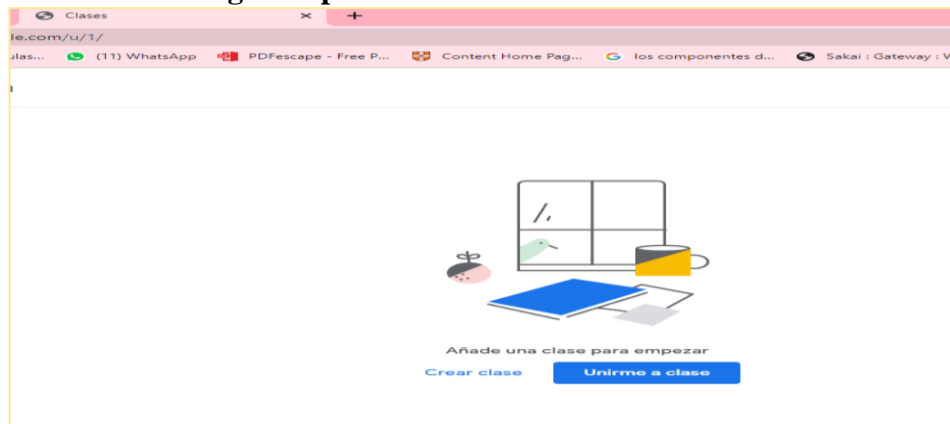 Clases
le.com/u/1/
(11) WhatsApp PDFescape - Free P... Content Home Pag... los componentes d... Sakai : Gateway :
Añade una clase para empezar
Crear clase Unirme a clase